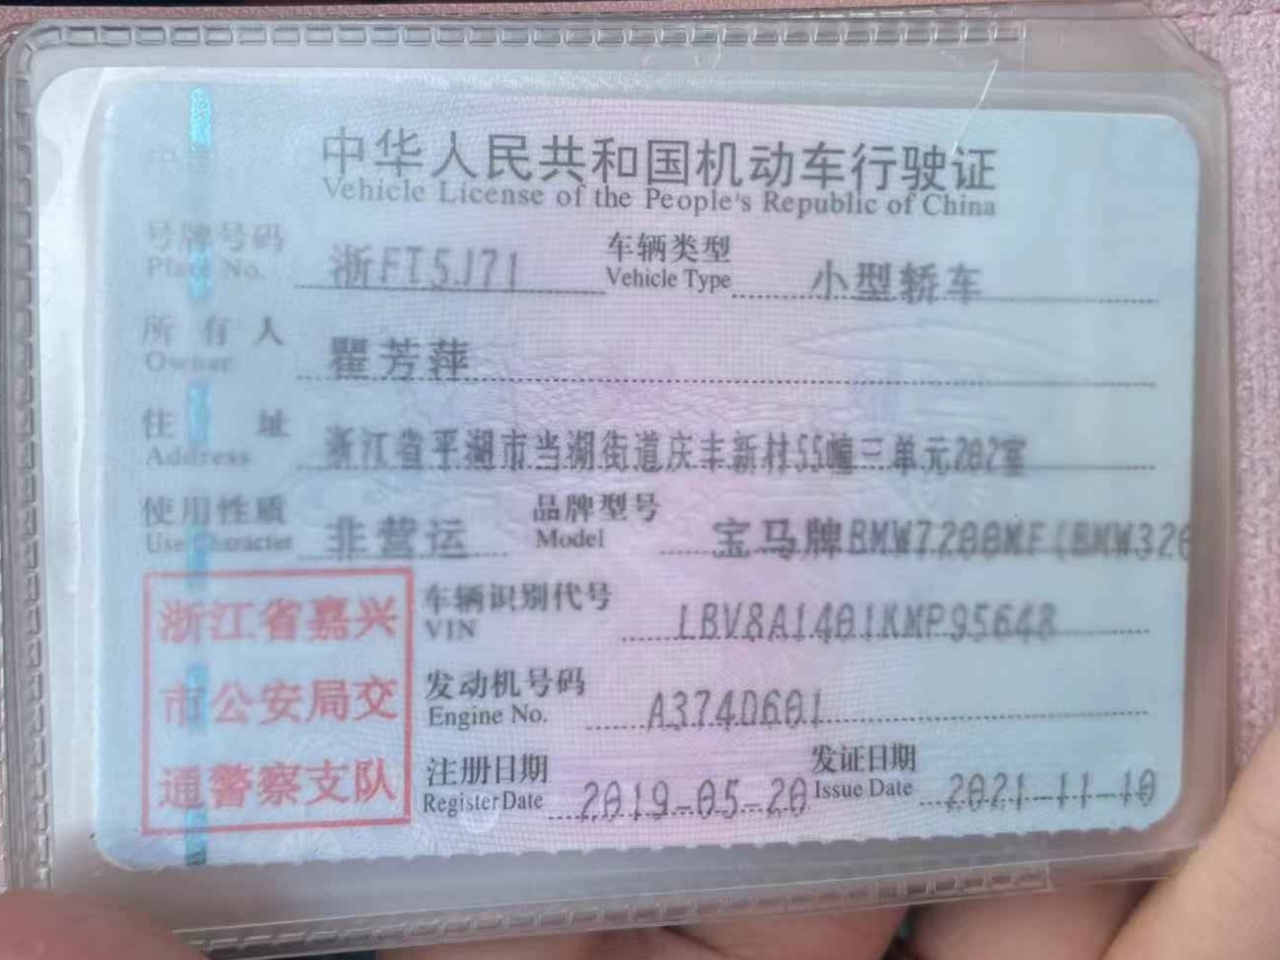 中华人民共和国机动车行驶证
Vehicle License of the People's Republic of China
号牌号码 浙FT5J71 车辆类型 小型轿车
Plate No. Vehicle Type
所有人 瞿芳萍
Owner
住址 浙江省平湖市当湖街道庆丰新村55幢三单元202室
Address
使用性质 非营运 品牌型号 宝马牌BMW7200MF(BMW320
Use Character Model
浙江省嘉兴
市公安局交
通警察支队
车辆识别代号 LBV8A1401KMP95648
VIN
发动机号码 A374D601
Engine No.
注册日期 2019-05-20 发证日期 2021-11-10
Register Date Issue Date